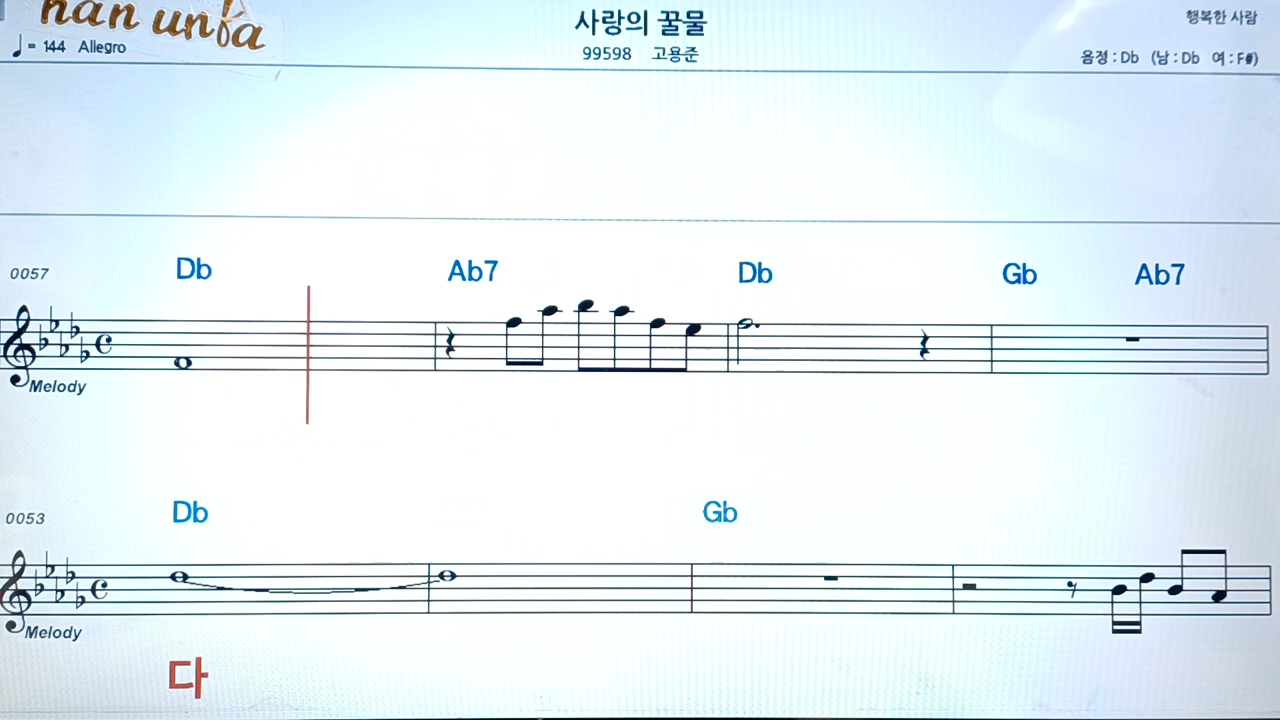 han unfa
♩= 144 Allegro
사랑의 꿀물
99598 고용준
행복한 사람
음정 : Db (남 : Db 여 : F#)
0057
Db Ab7 Db Gb Ab7
Melody
0053
Db Gb
Melody
다